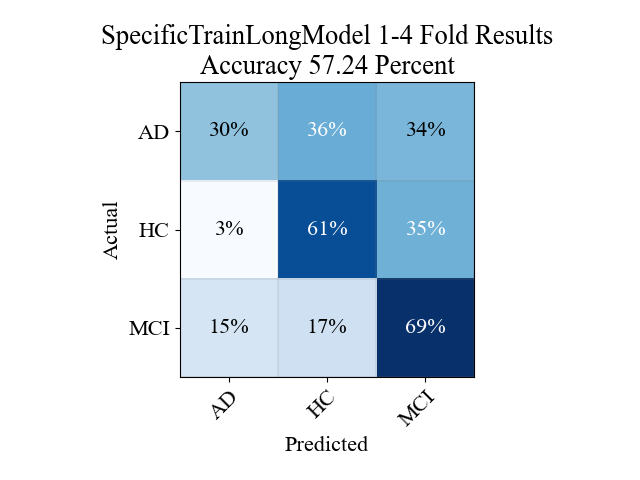 SpecificTrainLongModel 1-4 Fold Results
Accuracy 57.24 Percent
AD 30% 36% 34%
Actual
HC 3% 61% 35%
MCI 15% 17% 69%
AD HC MCI
Predicted